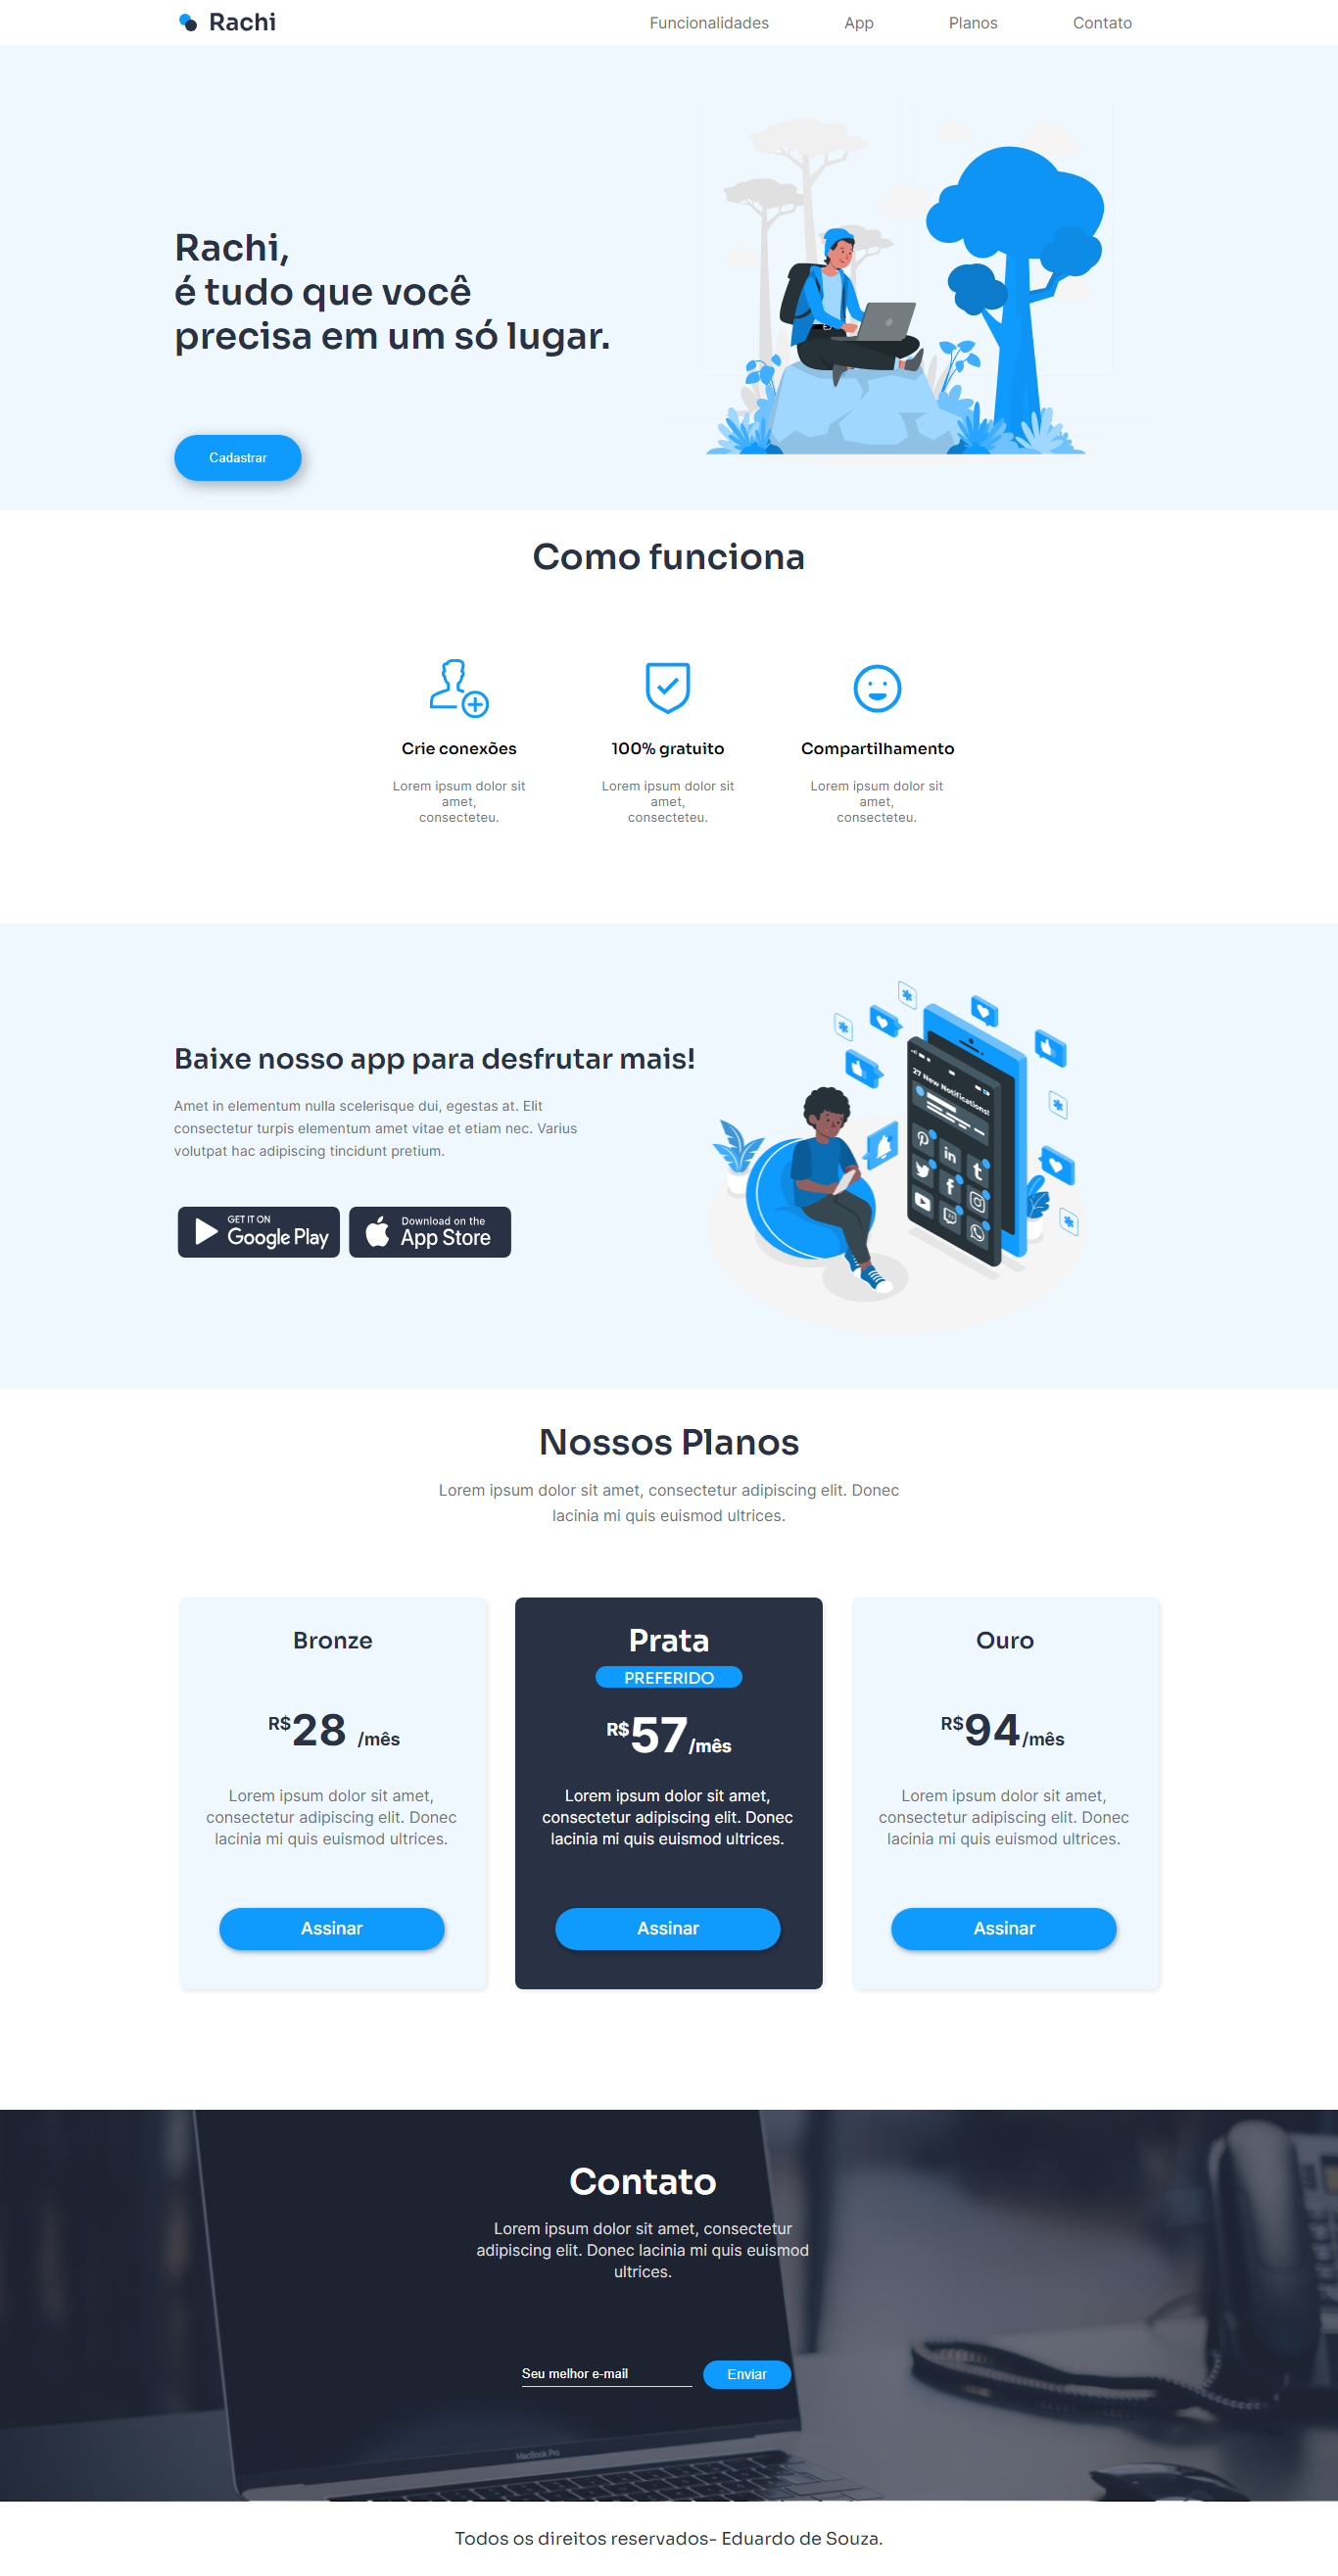 Rachi
Funcionalidades
App
Planos
Contato
Rachi,
é tudo que você
precisa em um só lugar.
Cadastrar
Como funciona
Crie conexões
Lorem ipsum dolor sit
amet,
consecteteu.
100% gratuito
Lorem ipsum dolor sit
amet,
consecteteu.
Compartilhamento
Lorem ipsum dolor sit
amet,
consecteteu.
Baixe nosso app para desfrutar mais!
Amet in elementum nulla scelerisque dui, egestas at. Elit
consectetur turpis elementum amet vitae et etiam nec. Varius
volutpat hac adipiscing tincidunt pretium.
GET IT ON
Google Play
Download on the
App Store
27 New Notifications!
Nossos Planos
Lorem ipsum dolor sit amet, consectetur adipiscing elit. Donec
lacinia mi quis euismod ultrices.
Bronze
R$28 /mês
Lorem ipsum dolor sit amet,
consectetur adipiscing elit. Donec
lacinia mi quis euismod ultrices.
Assinar
Prata
PREFERIDO
R$57/mês
Lorem ipsum dolor sit amet,
consectetur adipiscing elit. Donec
lacinia mi quis euismod ultrices.
Assinar
Ouro
R$94/mês
Lorem ipsum dolor sit amet,
consectetur adipiscing elit. Donec
lacinia mi quis euismod ultrices.
Assinar
Contato
Lorem ipsum dolor sit amet, consectetur
adipiscing elit. Donec lacinia mi quis euismod
ultrices.
Seu melhor e-mail
Enviar
MacBook Pro
Todos os direitos reservados- Eduardo de Souza.